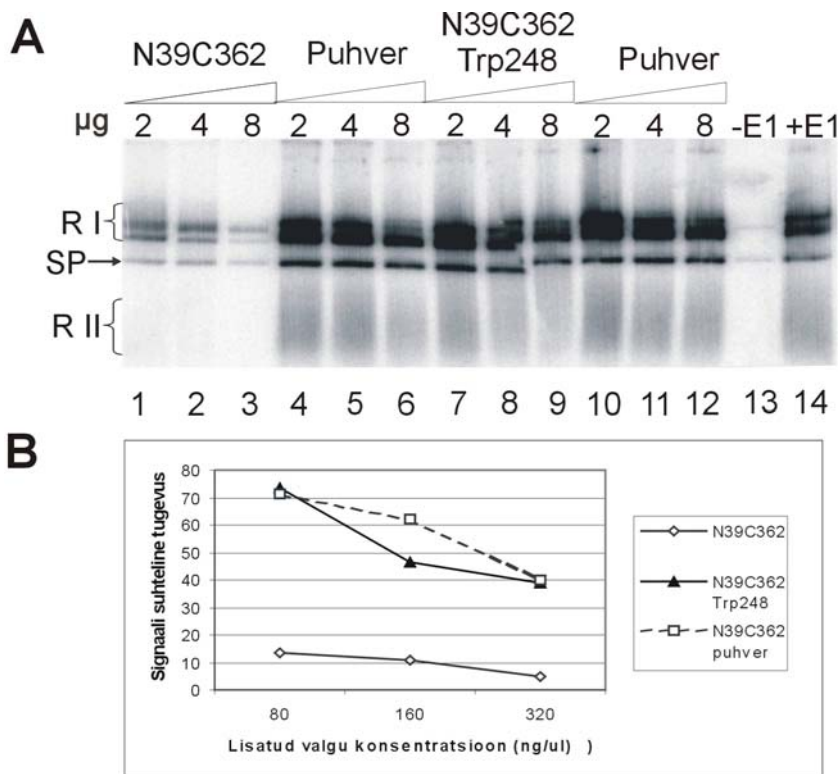 A
N39C362 Puhver N39C362 Trp248 Puhver
µg 2 4 8 2 4 8 2 4 8 2 4 8 -E1 +E1
R I
SP
R II
1 2 3 4 5 6 7 8 9 10 11 12 13 14
B
Signaali suhteline tugevus
80
70
60
50
40
30
20
10
0
80 160 320
Lisatud valgu konsentratsioon (ng/ul) )
N39C362
N39C362
Trp248
N39C362
puhver